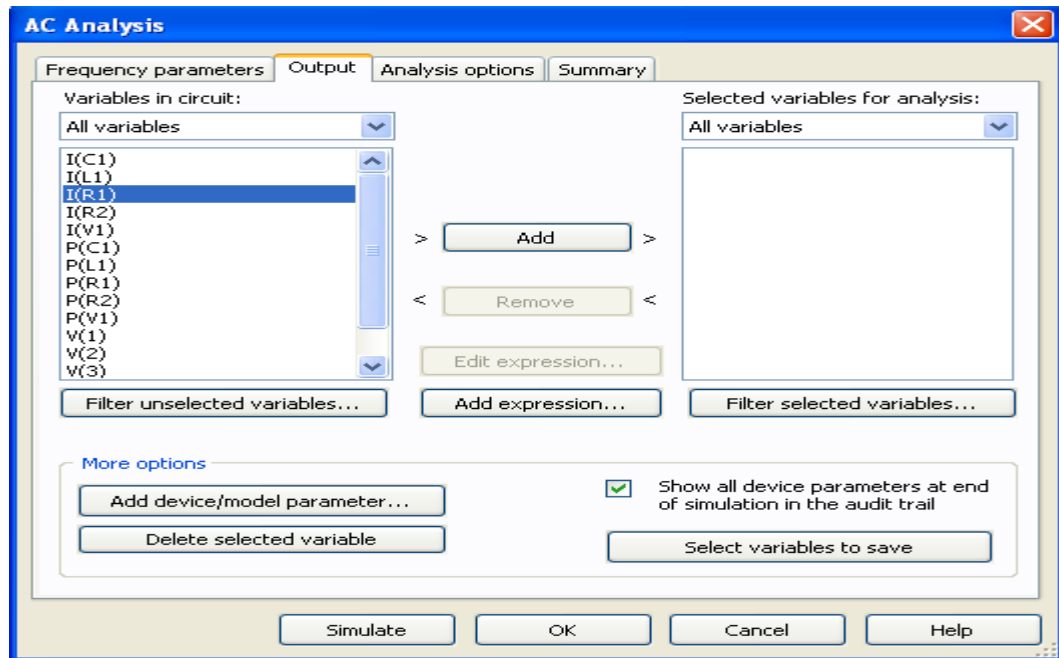 AC Analysis
Frequency parameters
Output
Analysis options
Summary
Variables in circuit:
All variables
I(C1)
I(L1)
I(R1)
I(R2)
I(V1)
P(C1)
P(L1)
P(R1)
P(R2)
P(V1)
V(1)
V(2)
V(3)
Filter unselected variables...
> Add >
< Remove <
Edit expression...
Add expression...
Selected variables for analysis:
All variables
Filter selected variables...
More options
Add device/model parameter...
Delete selected variable
Show all device parameters at end
of simulation in the audit trail
Select variables to save
Simulate
OK
Cancel
Help